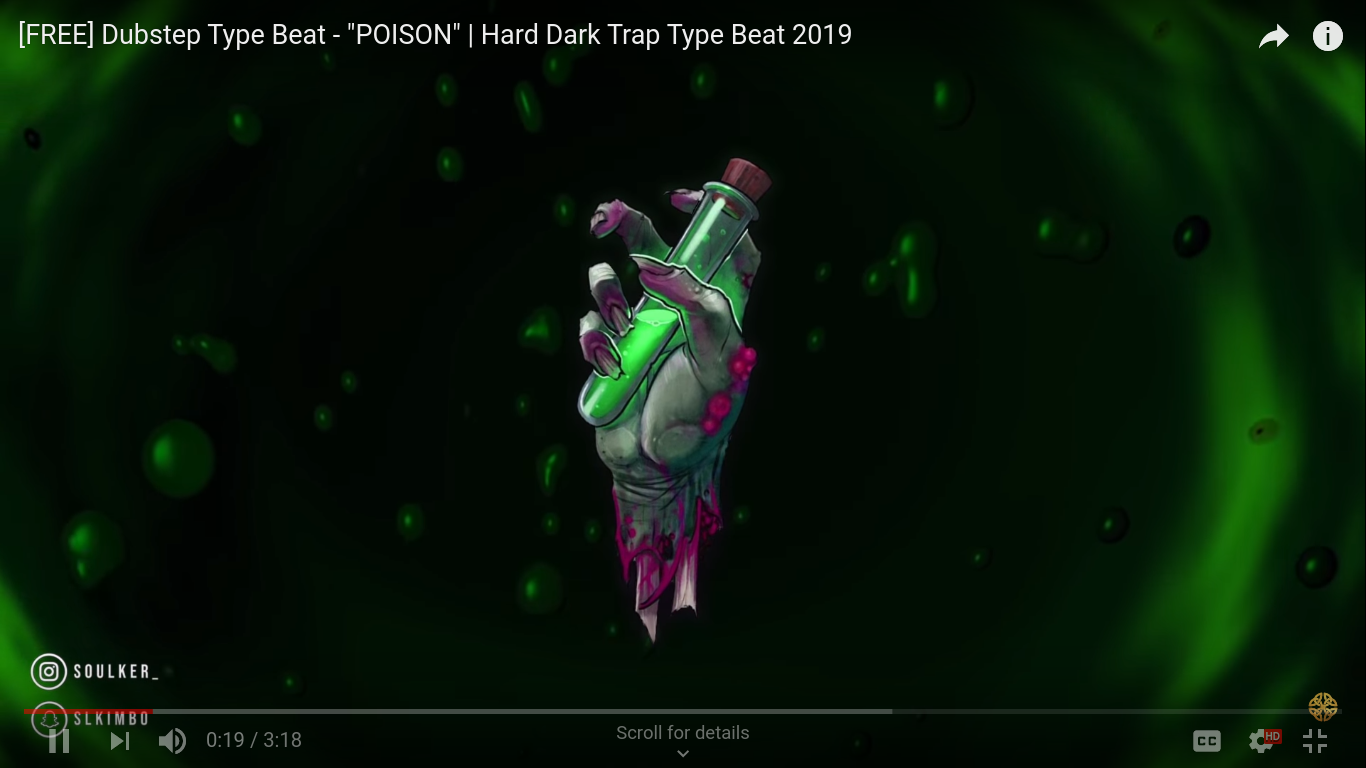 [FREE] Dubstep Type Beat - "POISON" | Hard Dark Trap Type Beat 2019
SOULKER_
SLKIMBO
0:19 / 3:18
Scroll for details
CC
HD